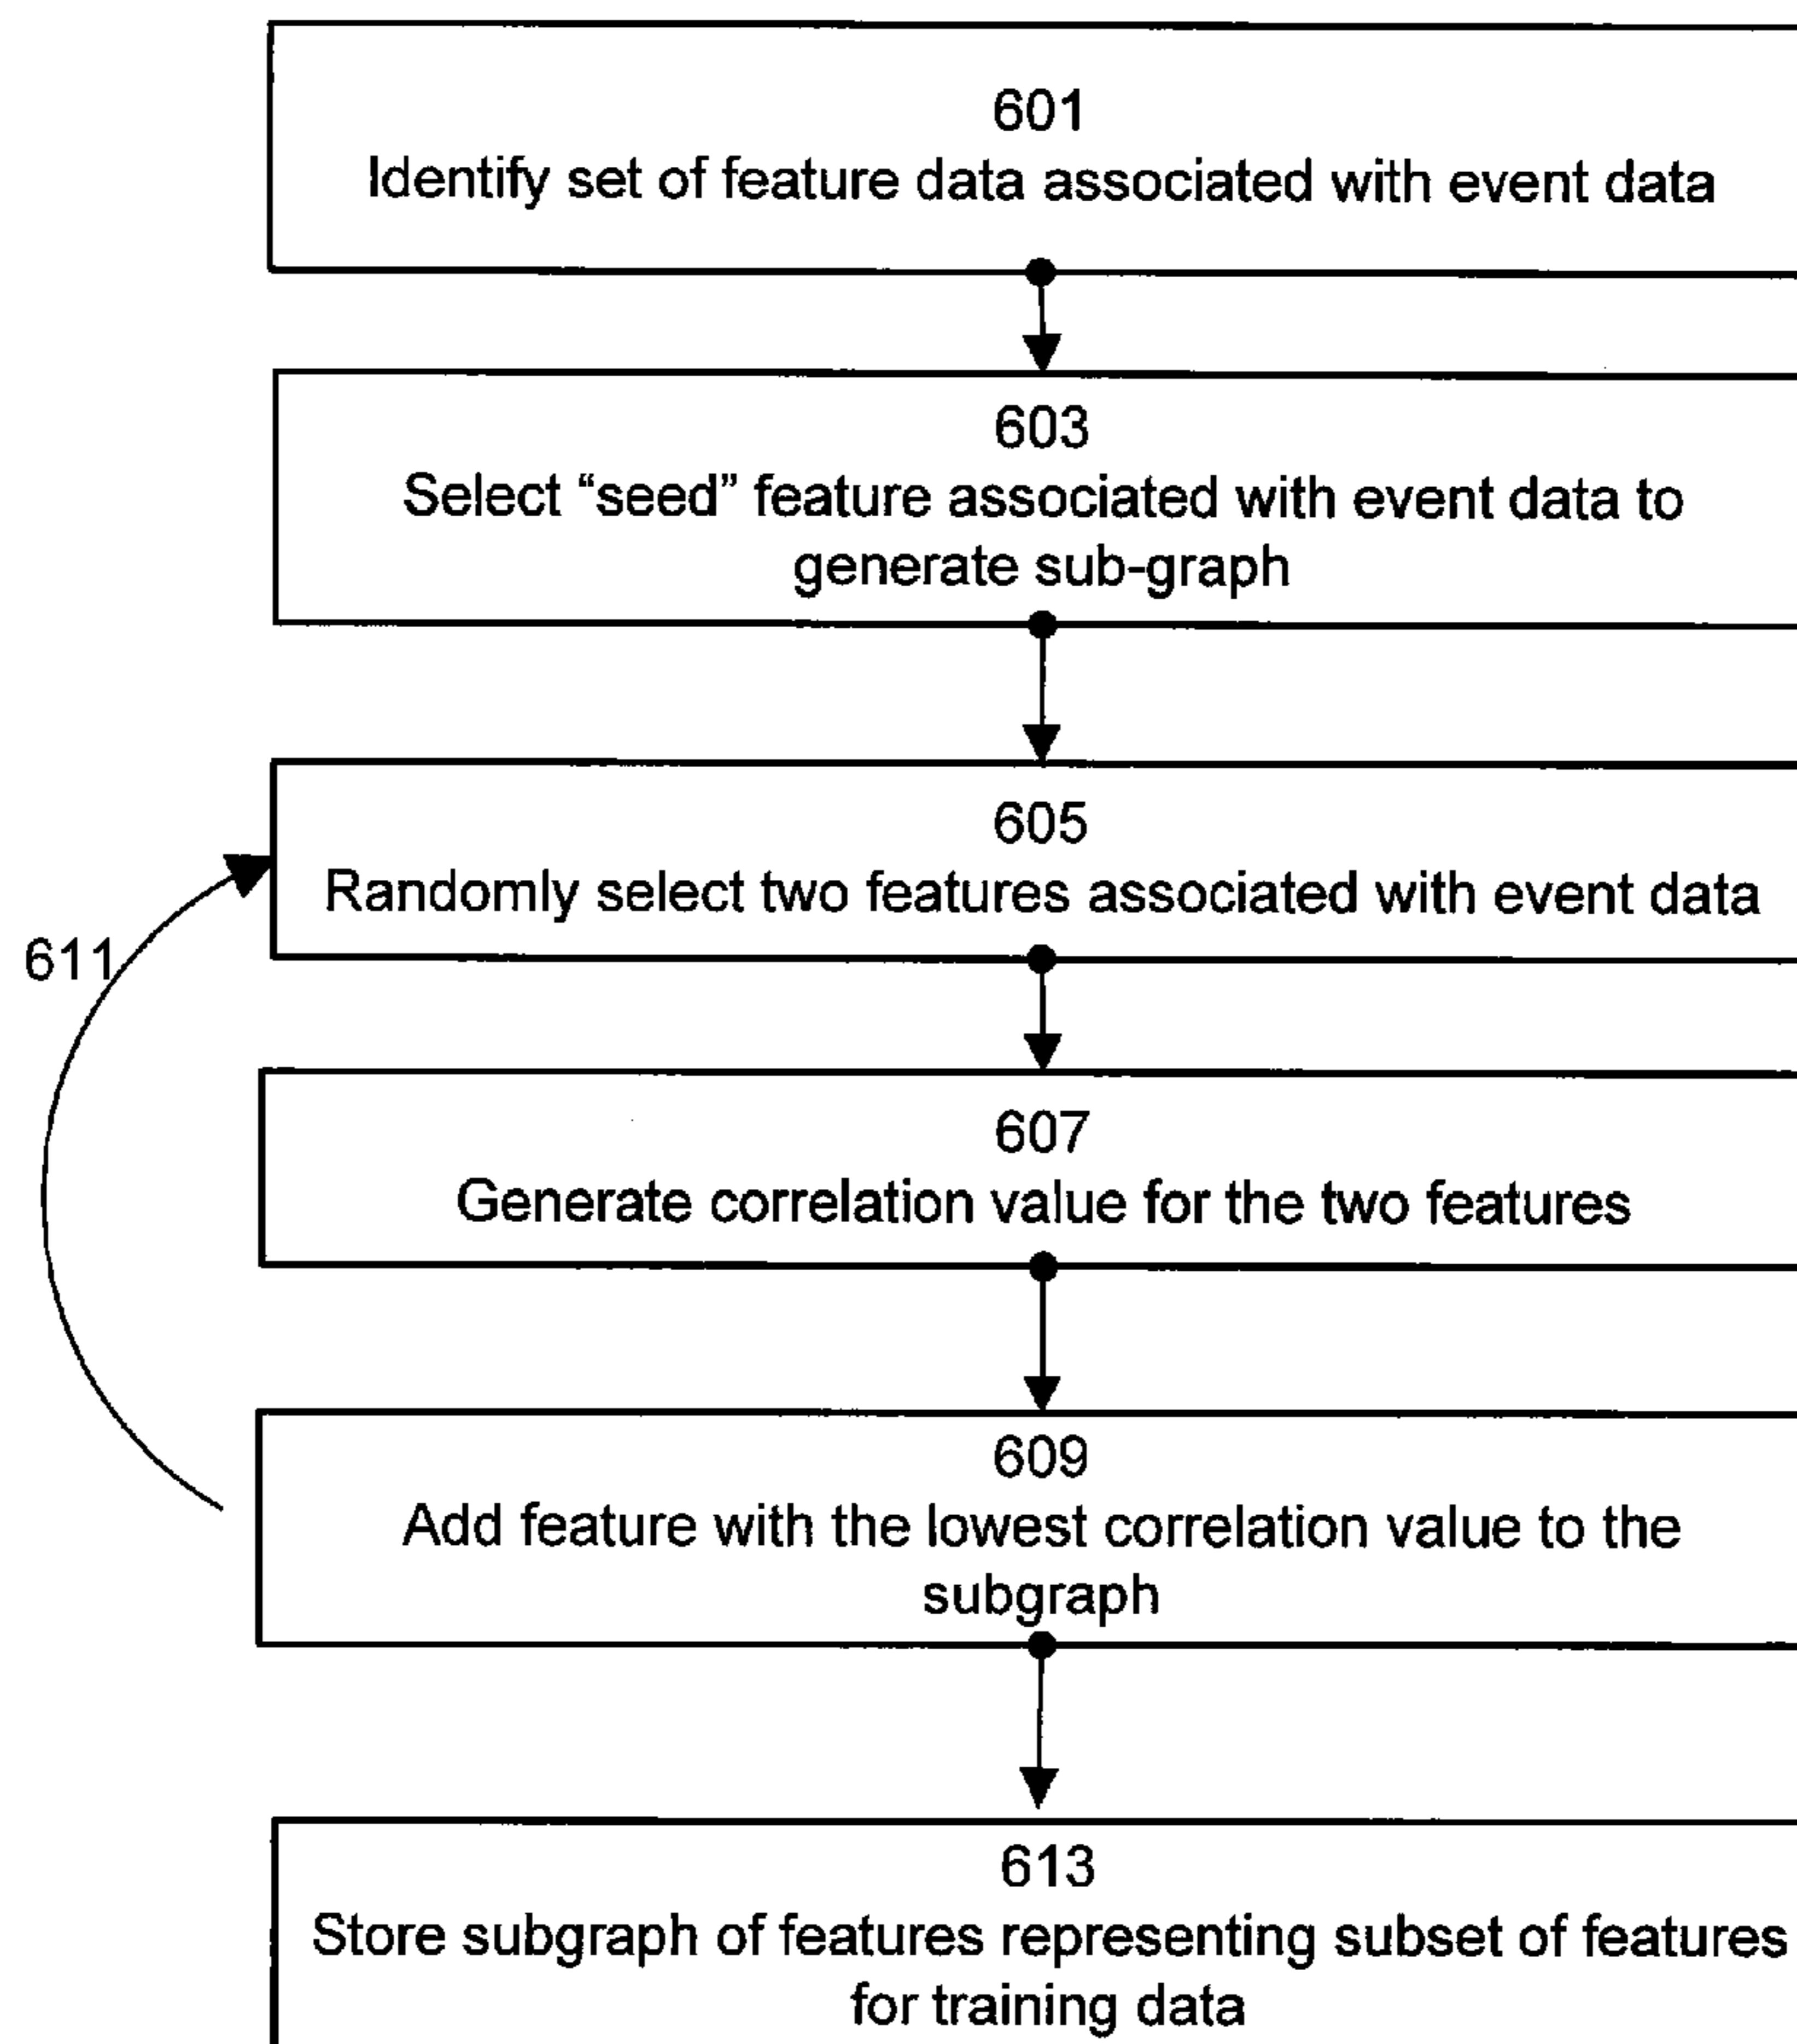 601
Identify set of feature data associated with event data
603
Select “seed” feature associated with event data to
generate sub-graph
605
Randomly select two features associated with event data
611
607
Generate correlation value for the two features
609
Add feature with the lowest correlation value to the
subgraph
613
Store subgraph of features representing subset of features
for training data